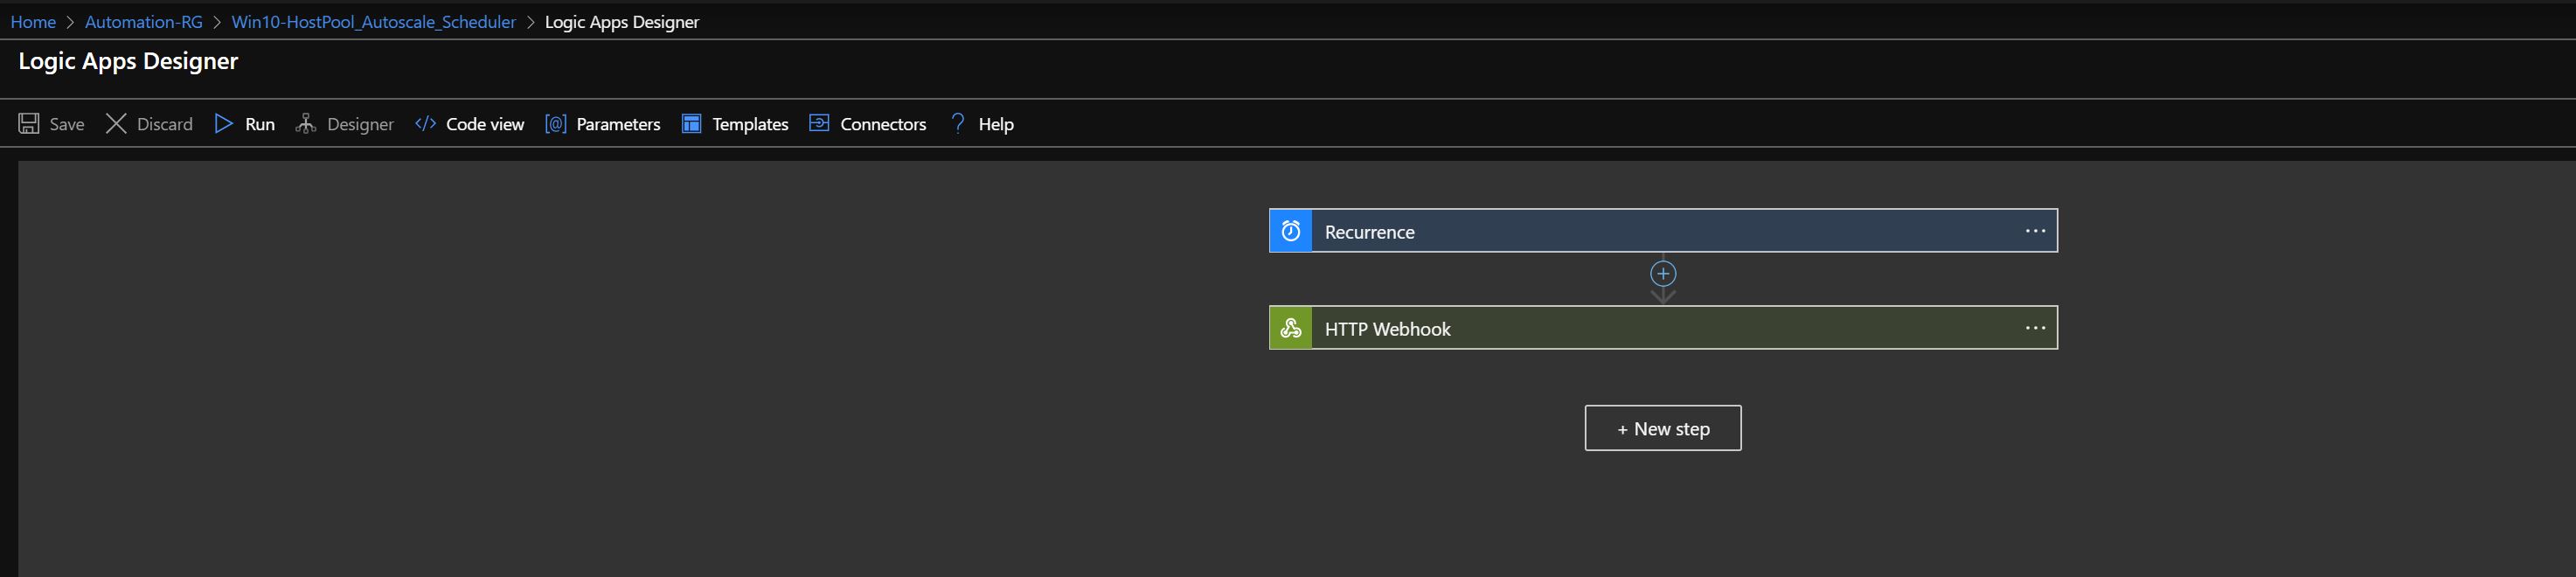 Home > Automation-RG > Win10-HostPool_Autoscale_Scheduler > Logic Apps Designer
Logic Apps Designer
Save Discard Run Designer </> Code view [@] Parameters Templates Connectors ? Help
Recurrence ...
HTTP Webhook ...
+ New step